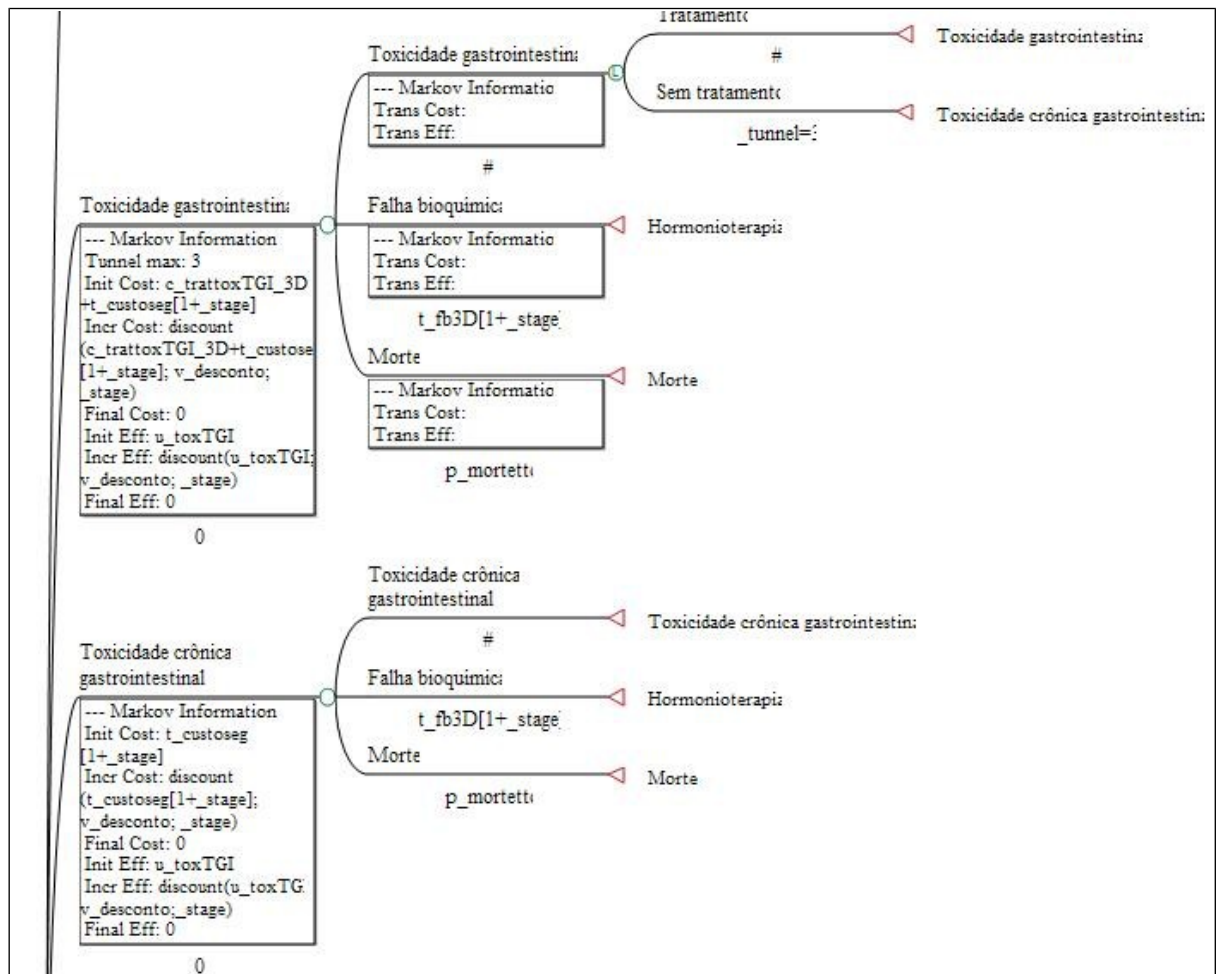 Tratamento
Toxicidade gastrointestina
#
Toxicidade gastrointestina
--- Markov Informatio
Trans Cost:
Trans Eff:
#
Sem tratamento
Toxicidade crônica gastrointestina
_tunnel=3
Toxicidade gastrointestina
--- Markov Information
Tunnel max: 3
Init Cost: c_trattoxTGI_3D
+t_custoseg[1+_stage]
Incr Cost: discount
(c_trattoxTGI_3D+t_custose
[1+_stage]; v_desconto;
_stage)
Final Cost: 0
Init Eff: u_toxTGI
Incr Eff: discount(u_toxTGI;
v_desconto; _stage)
Final Eff: 0
0
Falha bioquimica
Hormonioterapia
--- Markov Informatio
Trans Cost:
Trans Eff:
t_fb3D[1+_stage]
Morte
Morte
--- Markov Informatio
Trans Cost:
Trans Eff:
p_mortett
Toxicidade crônica
gastrointestinal
--- Markov Information
Init Cost: t_custoseg
[1+_stage]
Incr Cost: discount
(t_custoseg[1+_stage];
v_desconto; _stage)
Final Cost: 0
Init Eff: u_toxTGI
Incr Eff: discount(u_toxTG
v_desconto;_stage)
Final Eff: 0
0
Toxicidade crônica
gastrointestinal
Toxicidade crônica gastrointestina
#
Falha bioquimica
Hormonioterapia
t_fb3D[1+_stage]
Morte
Morte
p_mortett